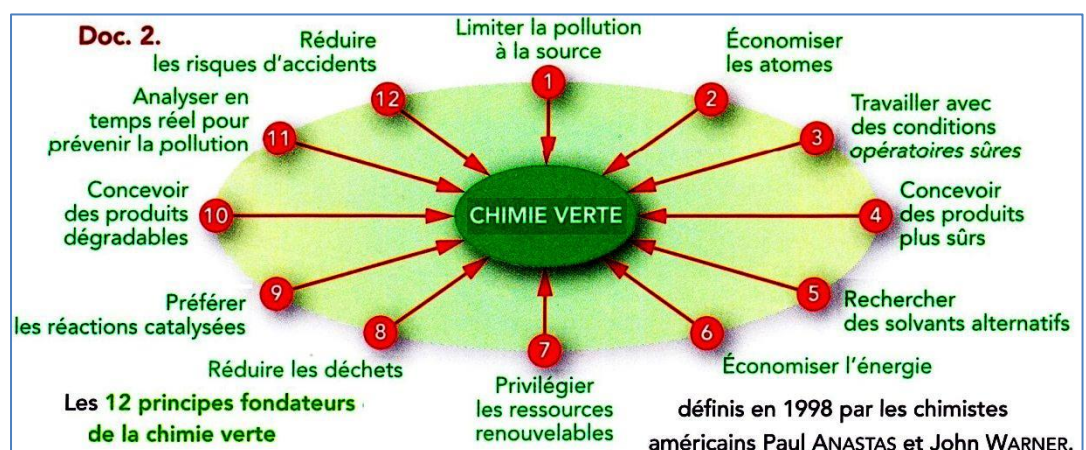 Doc. 2.
Limiter la pollution
à la source
1
Économiser
les atomes
2
Travailler avec
des conditions
opératoires sûres
3
Concevoir
des produits
plus sûrs
4
Rechercher
des solvants alternatifs
5
Économiser l'énergie
6
Privilégier
les ressources
renouvelables
7
Réduire les déchets
8
Préférer
les réactions catalysées
9
Concevoir
des produits
dégradables
10
Analyser en
temps réel pour
prévenir la pollution
11
Réduire
les risques d'accidents
12
CHIMIE VERTE
Les 12 principes fondateurs
de la chimie verte
définis en 1998 par les chimistes
américains Paul ANASTAS et John WARNER.